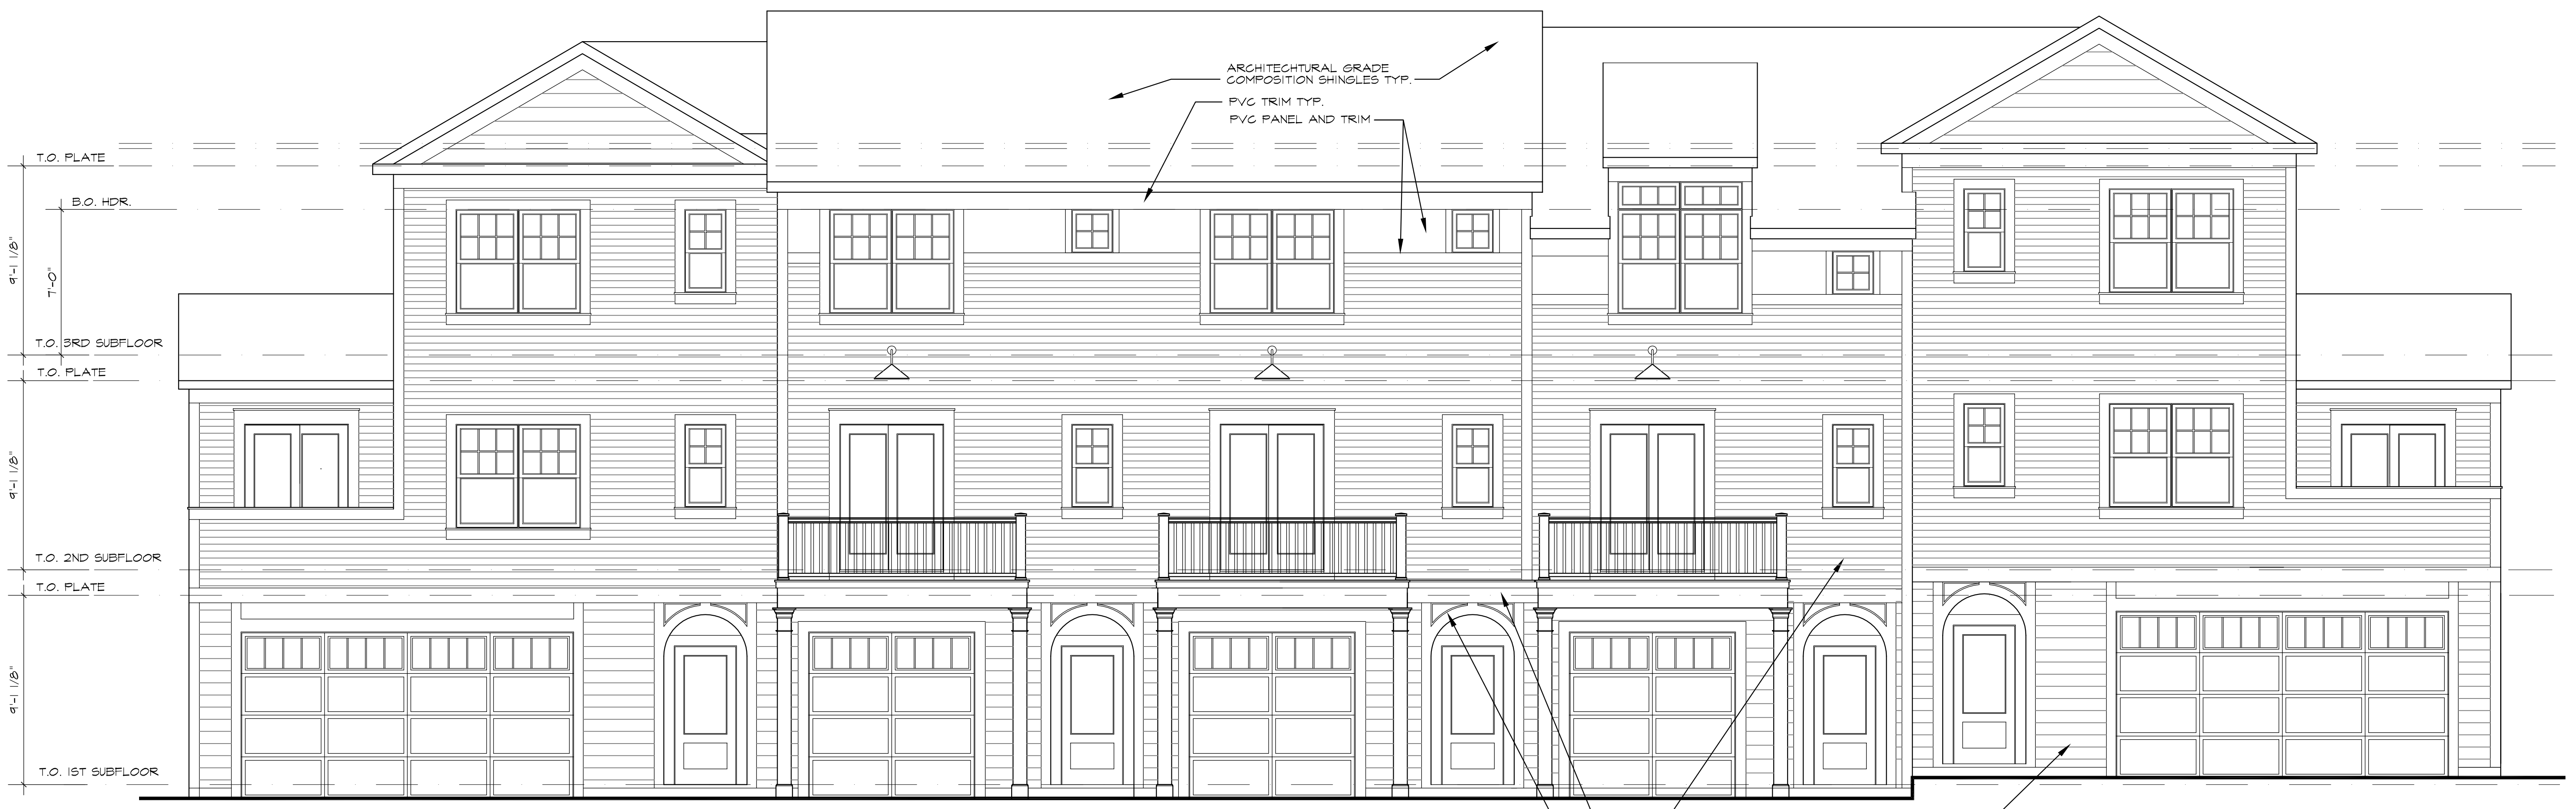 ARCHITECHTURAL GRADE
COMPOSITION SHINGLES TYP.
PVC TRIM TYP.
PVC PANEL AND TRIM
T.O. PLATE
B.O. HDR.
9'-1 1/8"
7'-0"
T.O. 3RD SUBFLOOR
T.O. PLATE
9'-1 1/8"
T.O. 2ND SUBFLOOR
T.O. PLATE
9'-1 1/8"
T.O. 1ST SUBFLOOR